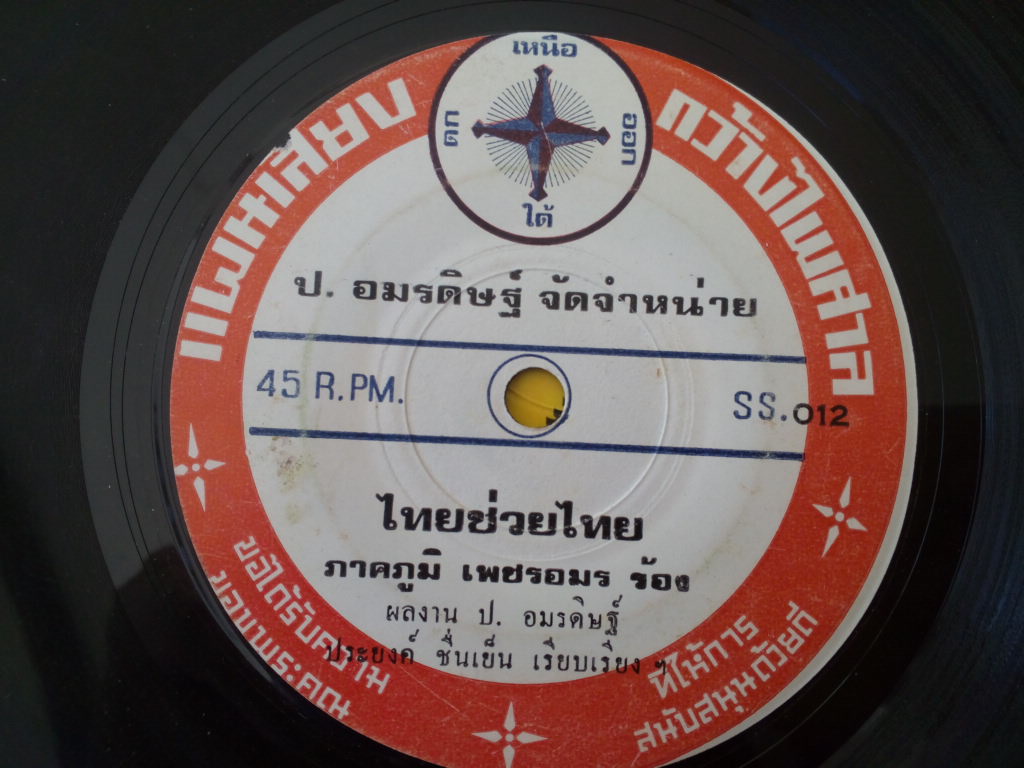 แผ่นเสียง
กว้างไพศาล
เหนือ
ตก
ออก
ใต้
ป. อมรดิษฐ์ จัดจำหน่าย
45 R.PM.
SS.012
ไทยช่วยไทย
ภาคภูมิ เพชรอมร ร้อง
ผลงาน ป. อมรดิษฐ์
ประยงค์ ชื่นเย็น เรียบเรียง ฯ
ขอได้รับความ
ขอบพระคุณ
ที่ให้การ
สนับสนุนด้วยดี